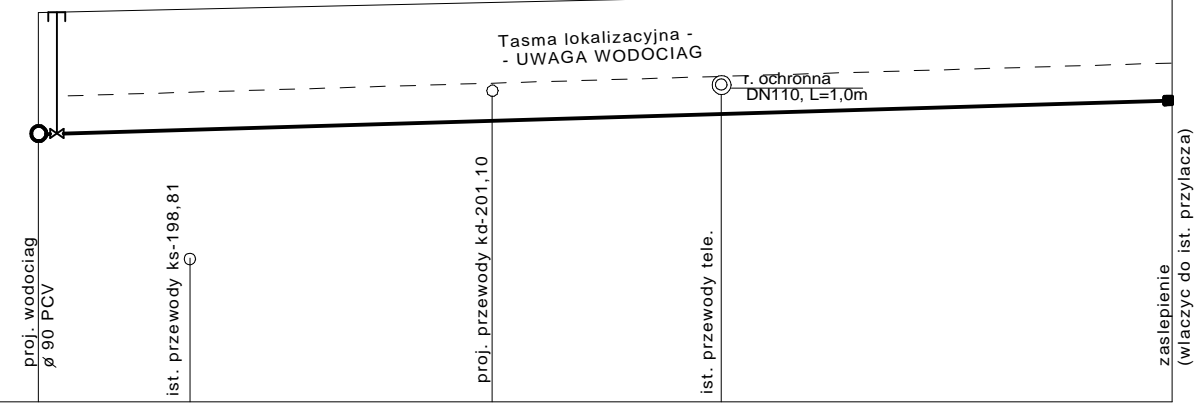 Tasma lokalizacyjna -
- UWAGA WODOCIAG
r. ochronna
DN110, L=1,0m
proj. wodociag
ø 90 PCV
ist. przewody ks-198,81
proj. przewody kd-201,10
ist. przewody tele.
zaslepienie
(wlaczyc do ist. przylacza)